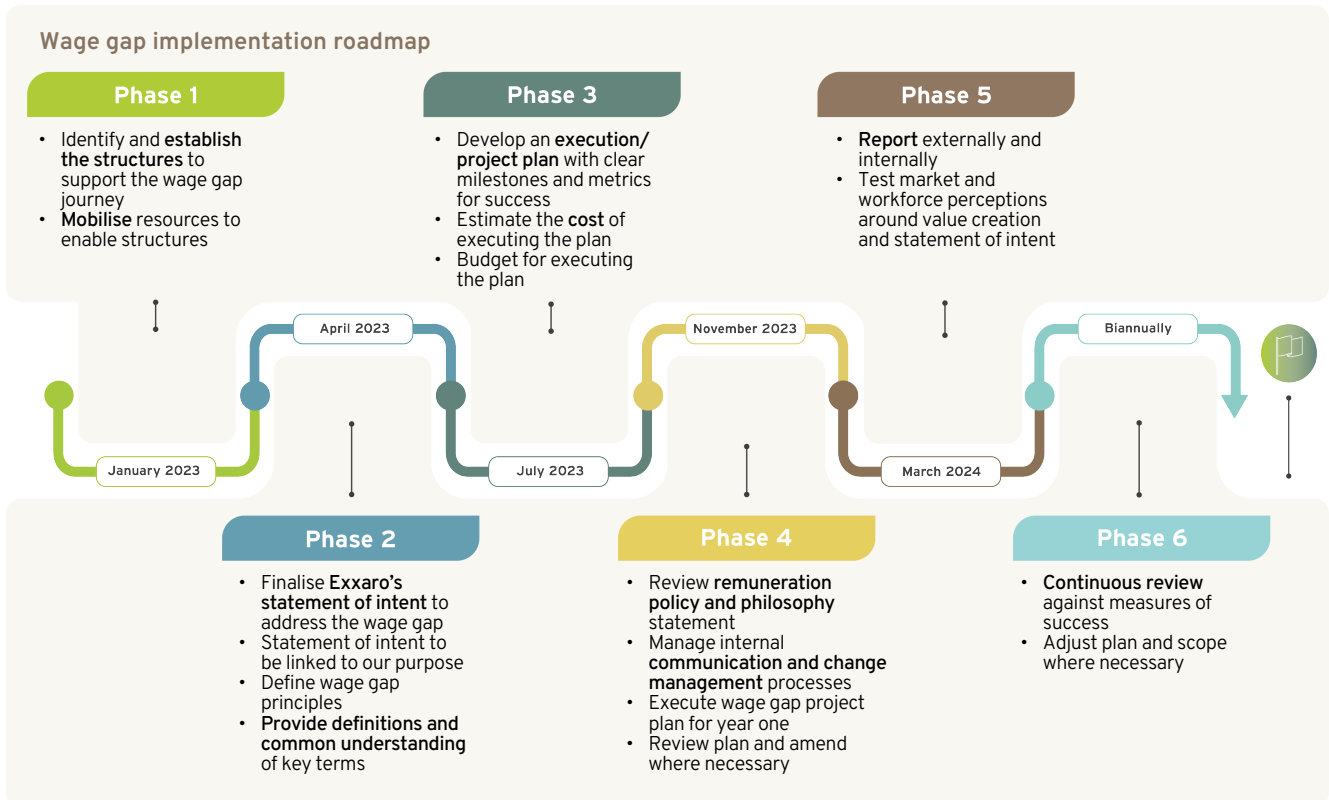 Wage gap implementation roadmap
Phase 1
• Identify and establish
the structures to
support the wage gap
journey
• Mobilise resources to
enable structures
Phase 3
• Develop an execution/
project plan with clear
milestones and metrics
for success
• Estimate the cost of
executing the plan
• Budget for executing
the plan
Phase 5
• Report externally and
internally
• Test market and
workforce perceptions
around value creation
and statement of intent
April 2023
November 2023
Biannually
January 2023
July 2023
March 2024
Phase 2
• Finalise Exxaro’s
statement of intent to
address the wage gap
• Statement of intent to
be linked to our purpose
• Define wage gap
principles
• Provide definitions and
common understanding
of key terms
Phase 4
• Review remuneration
policy and philosophy
statement
• Manage internal
communication and change
management processes
• Execute wage gap project
plan for year one
• Review plan and amend
where necessary
Phase 6
• Continuous review
against measures of
success
• Adjust plan and scope
where necessary